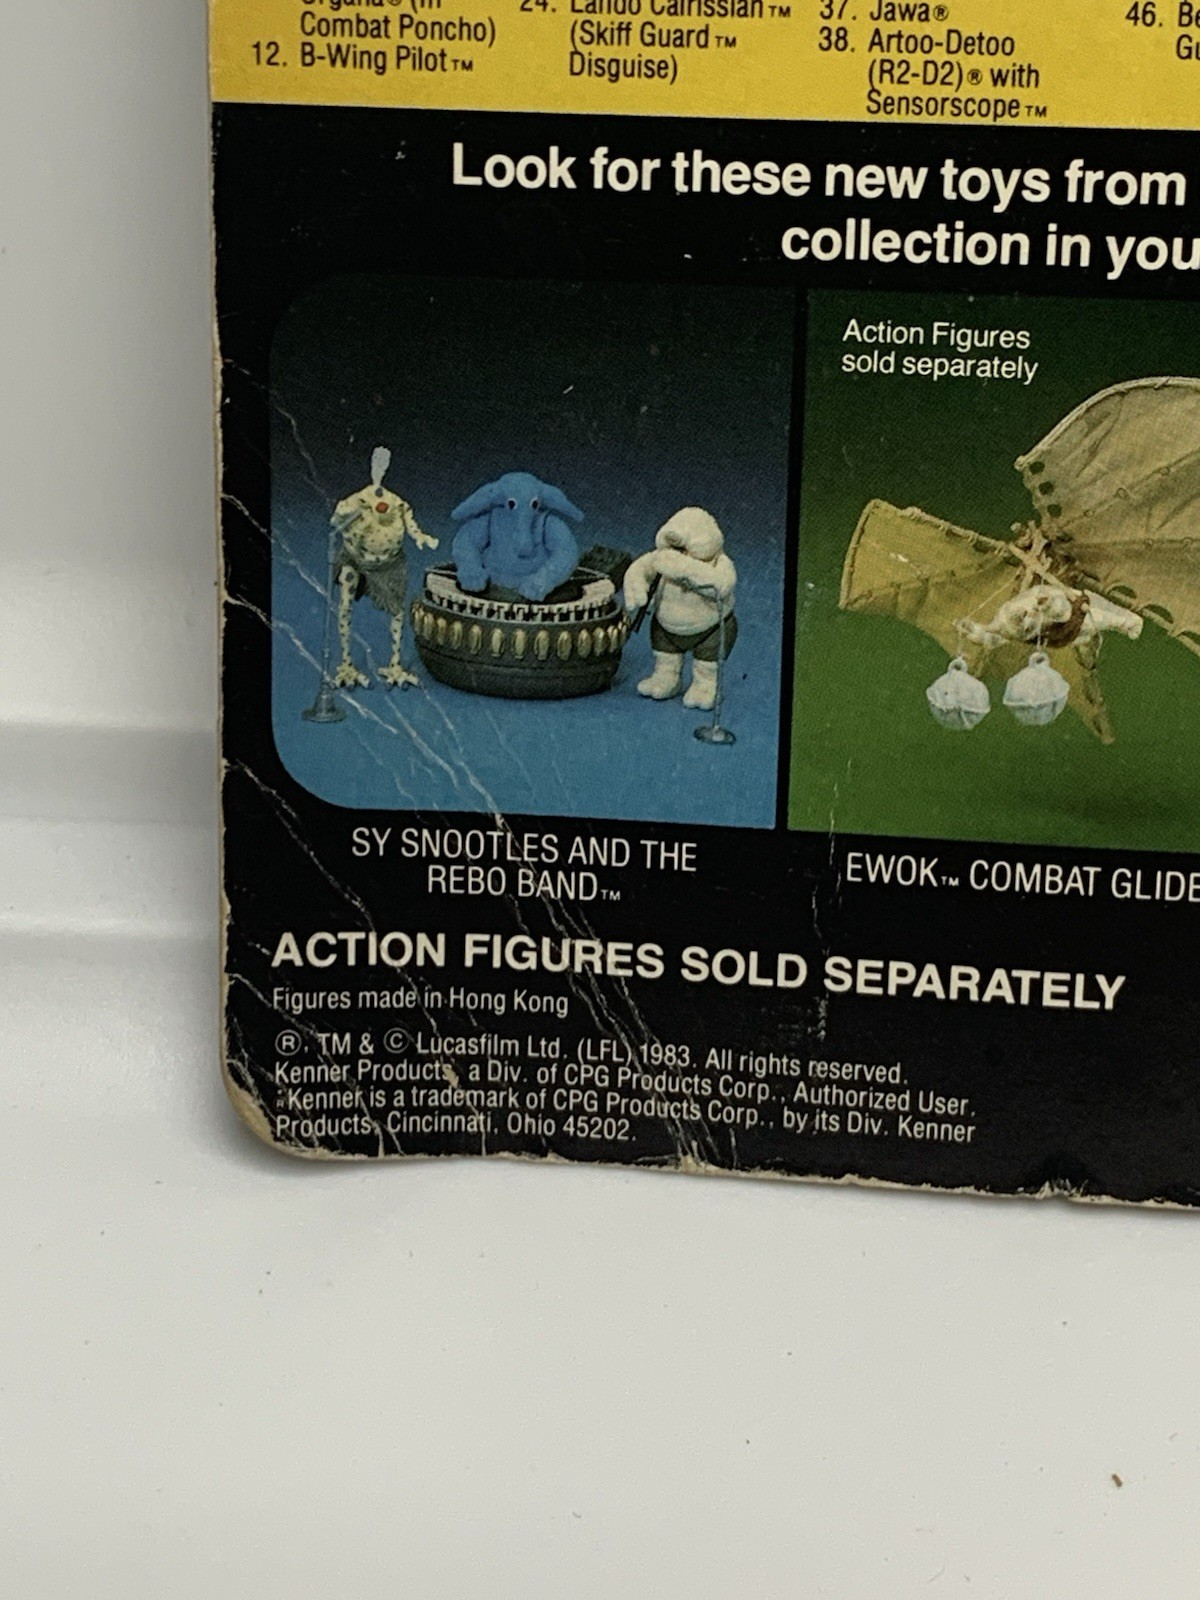 Combat Poncho)
12. B-Wing Pilot™
24. Lando Calrissian™
(Skiff Guard™
Disguise)
37. Jawa®
38. Artoo-Detoo
(R2-D2)® with
Sensorscope™
46.
Look for these new toys from
collection in
Action Figures
sold separately
SY SNOOTLES AND THE
REBO BAND™
EWOK™ COMBAT
ACTION FIGURES SOLD SEPARATELY
Figures made in Hong Kong
®, TM & © Lucasfilm Ltd. (LFL) 1983. All rights reserved.
Kenner Products, a Div. of CPG Products Corp., Authorized User.
Kenner is a trademark of CPG Products Corp., by its Div. Kenner
Products, Cincinnati, Ohio 45202.